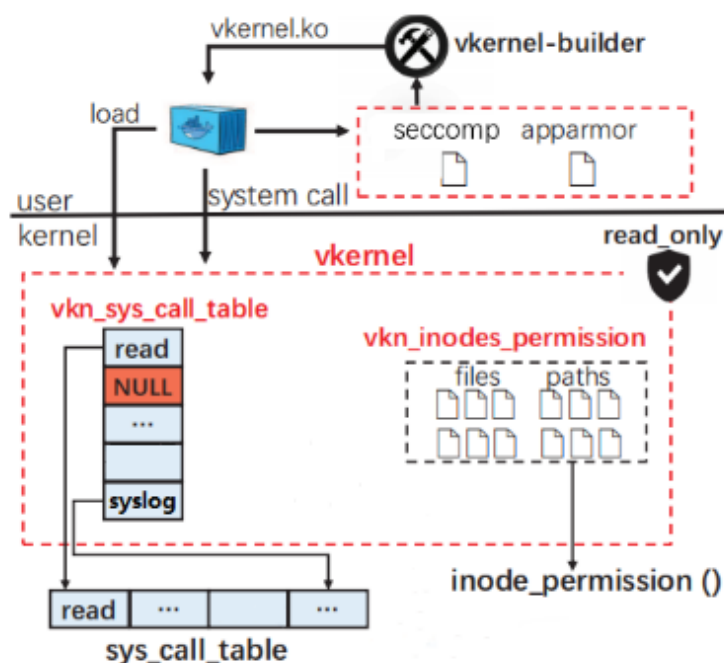 vkernel.ko
vkernel-builder
load
seccomp apparmor
user
system call
kernel
read_only
vkernel
vkn_sys_call_table
read
NULL
...
syslog
vkn_inodes_permission
files paths
inode_permission ()
read ... ...
sys_call_table